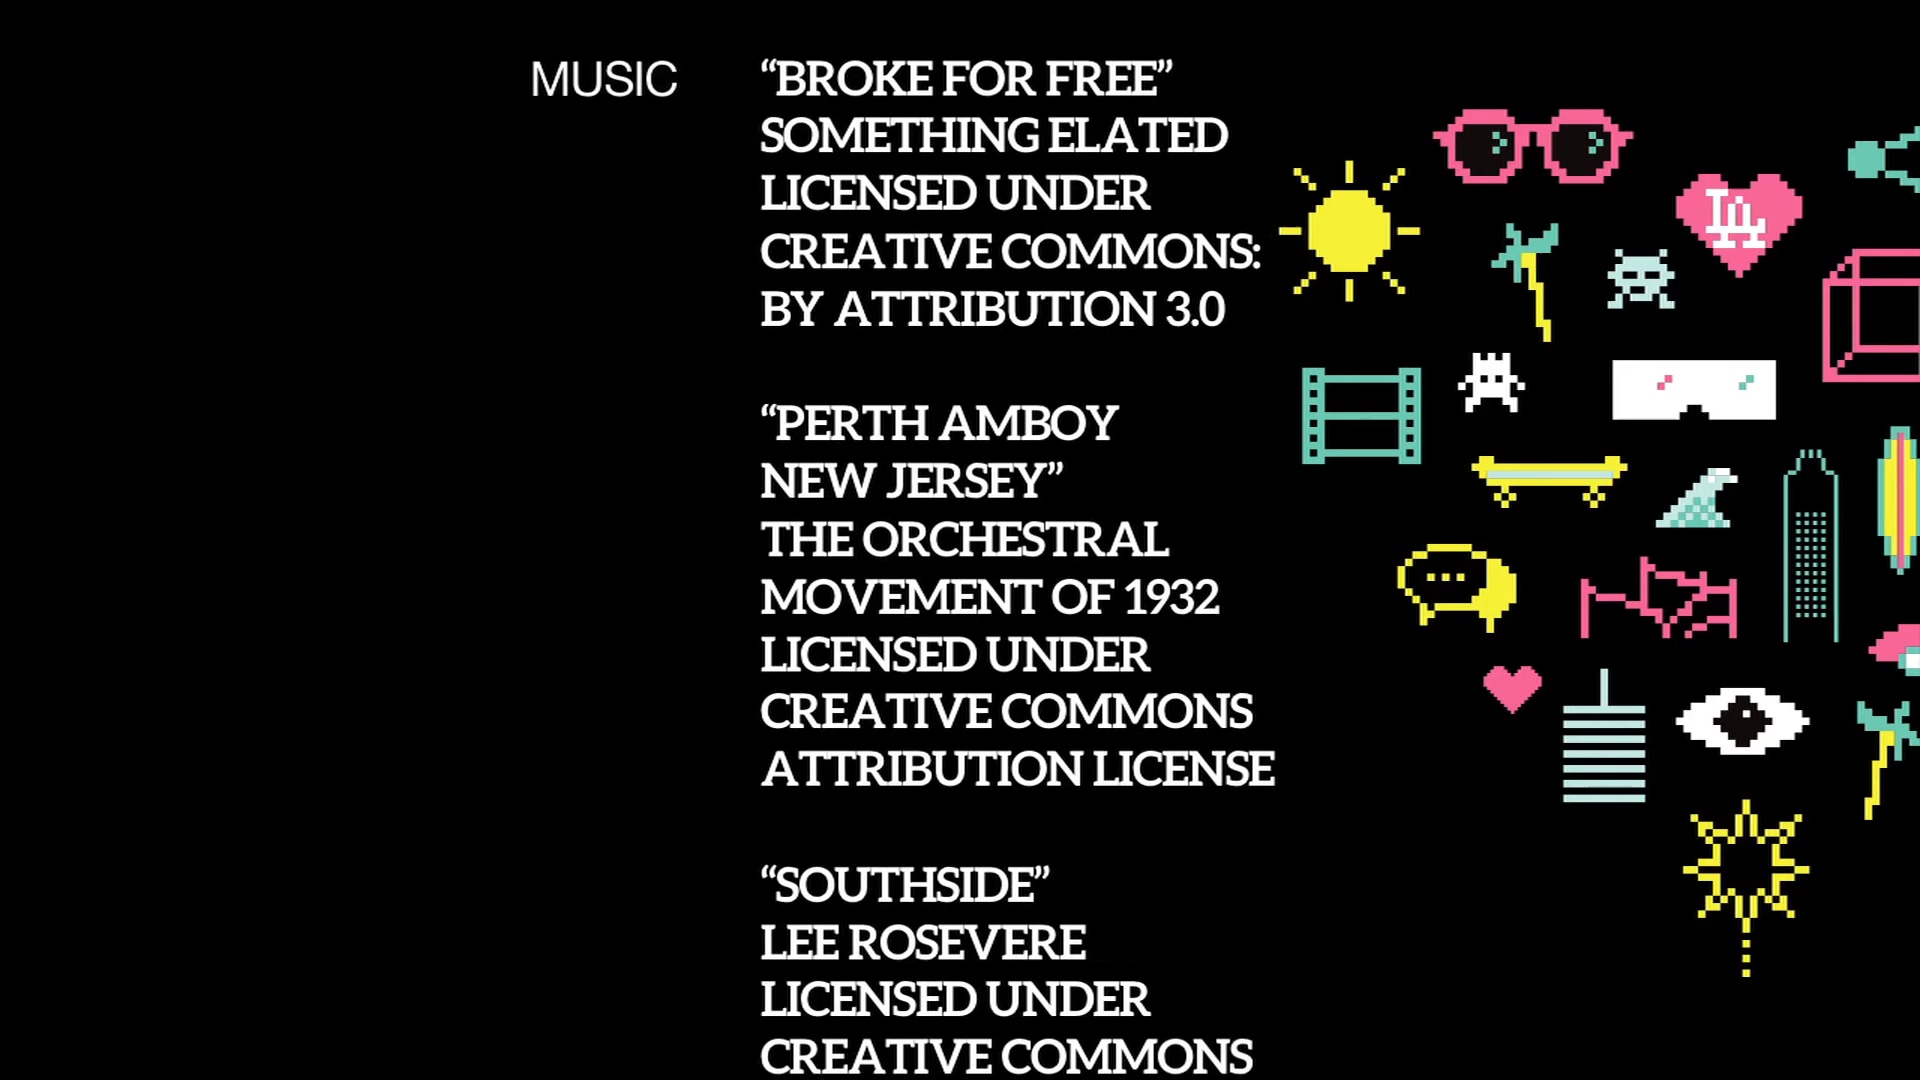 MUSIC
“BROKE FOR FREE”
SOMETHING ELATED
LICENSED UNDER
CREATIVE COMMONS:
BY ATTRIBUTION 3.0
“PERTH AMBOY
NEW JERSEY”
THE ORCHESTRAL
MOVEMENT OF 1932
LICENSED UNDER
CREATIVE COMMONS
ATTRIBUTION LICENSE
“SOUTHSIDE”
LEE ROSEVERE
LICENSED UNDER
CREATIVE COMMONS
LA